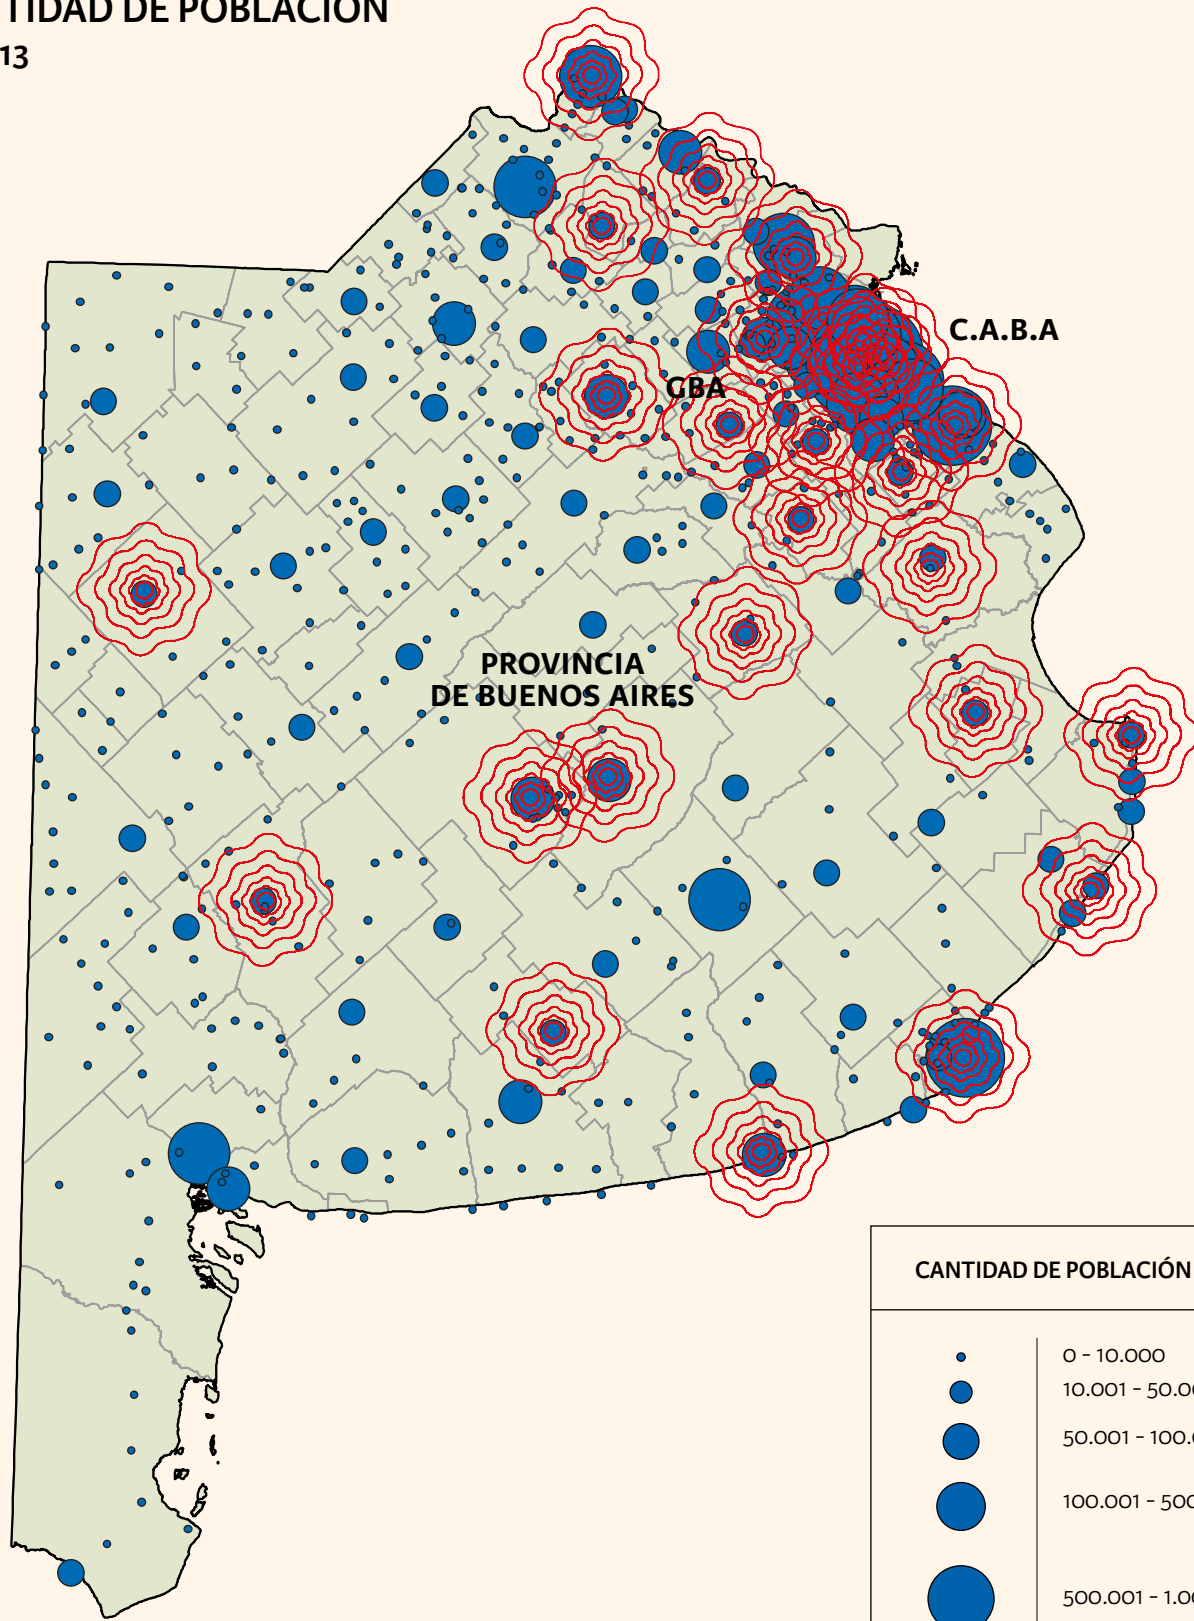 TIDAD DE POBLACIÓN
13
C.A.B.A
GBA
PROVINCIA
DE BUENOS AIRES
CANTIDAD DE POBLACIÓN
0 - 10.000
10.001 - 50.00
50.001 - 100.0
100.001 - 500
500.001 - 1.00